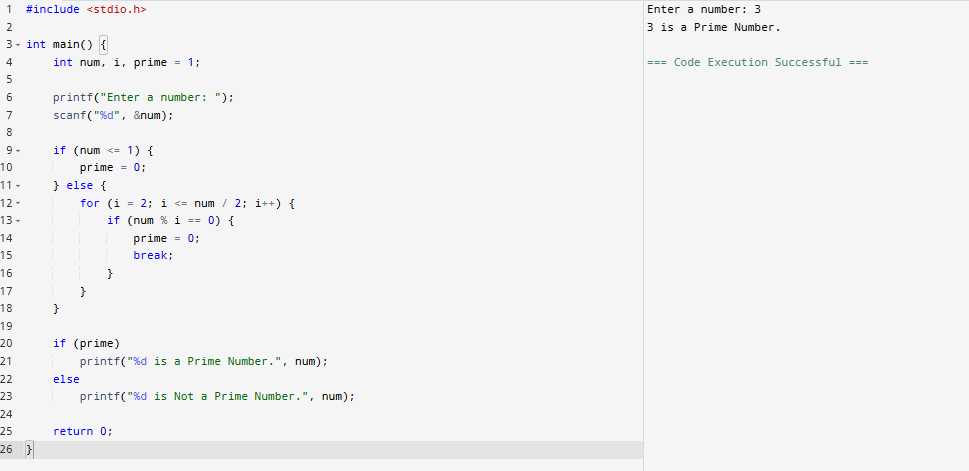 1 #include <stdio.h>
2
3 int main() {
4     int num, i, prime = 1;
5
6     printf("Enter a number: ");
7     scanf("%d", &num);
8
9     if (num <= 1) {
10         prime = 0;
11     } else {
12         for (i = 2; i <= num / 2; i++) {
13             if (num % i == 0) {
14                 prime = 0;
15                 break;
16             }
17         }
18     }
19
20     if (prime)
21         printf("%d is a Prime Number.", num);
22     else
23         printf("%d is Not a Prime Number.", num);
24
25     return 0;
26 }
Enter a number: 3
3 is a Prime Number.
=== Code Execution Successful ===